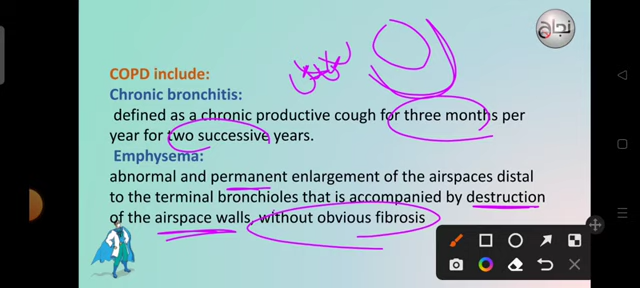 نجاح
COPD include:
Chronic bronchitis:
defined as a chronic productive cough for three months per
year for two successive years.
Emphysema:
abnormal and permanent enlargement of the airspaces distal
to the terminal bronchioles that is accompanied by destruction
of the airspace walls, without obvious fibrosis